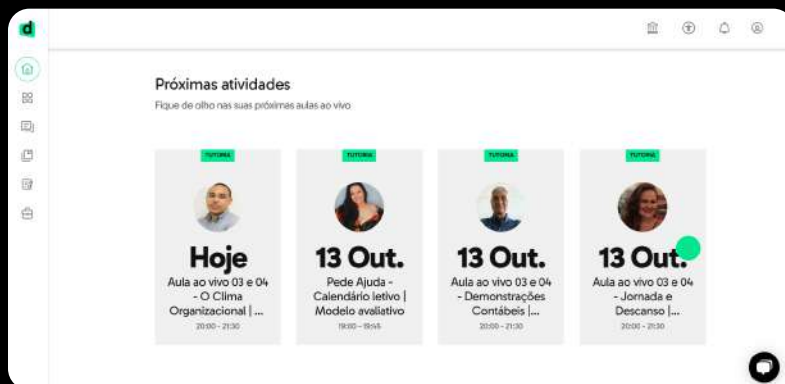 d
Próximas atividades
Fique de olho nas suas próximas aulas ao vivo
TUTORIA TUTORIA TUTORIA TUTORIA
Hoje
Aula ao vivo 03 e 04
- O Clima
Organizacional | ...
20:00 - 21:30
13 Out.
Pede Ajuda -
Calendário letivo |
Modelo avaliativo
19:00 - 19:45
13 Out.
Aula ao vivo 03 e 04
- Demonstrações
Contábeis |...
20:00 - 21:30
13 Out.
Aula ao vivo 03 e 04
- Jornada e
Descanso |...
20:00 - 21:30